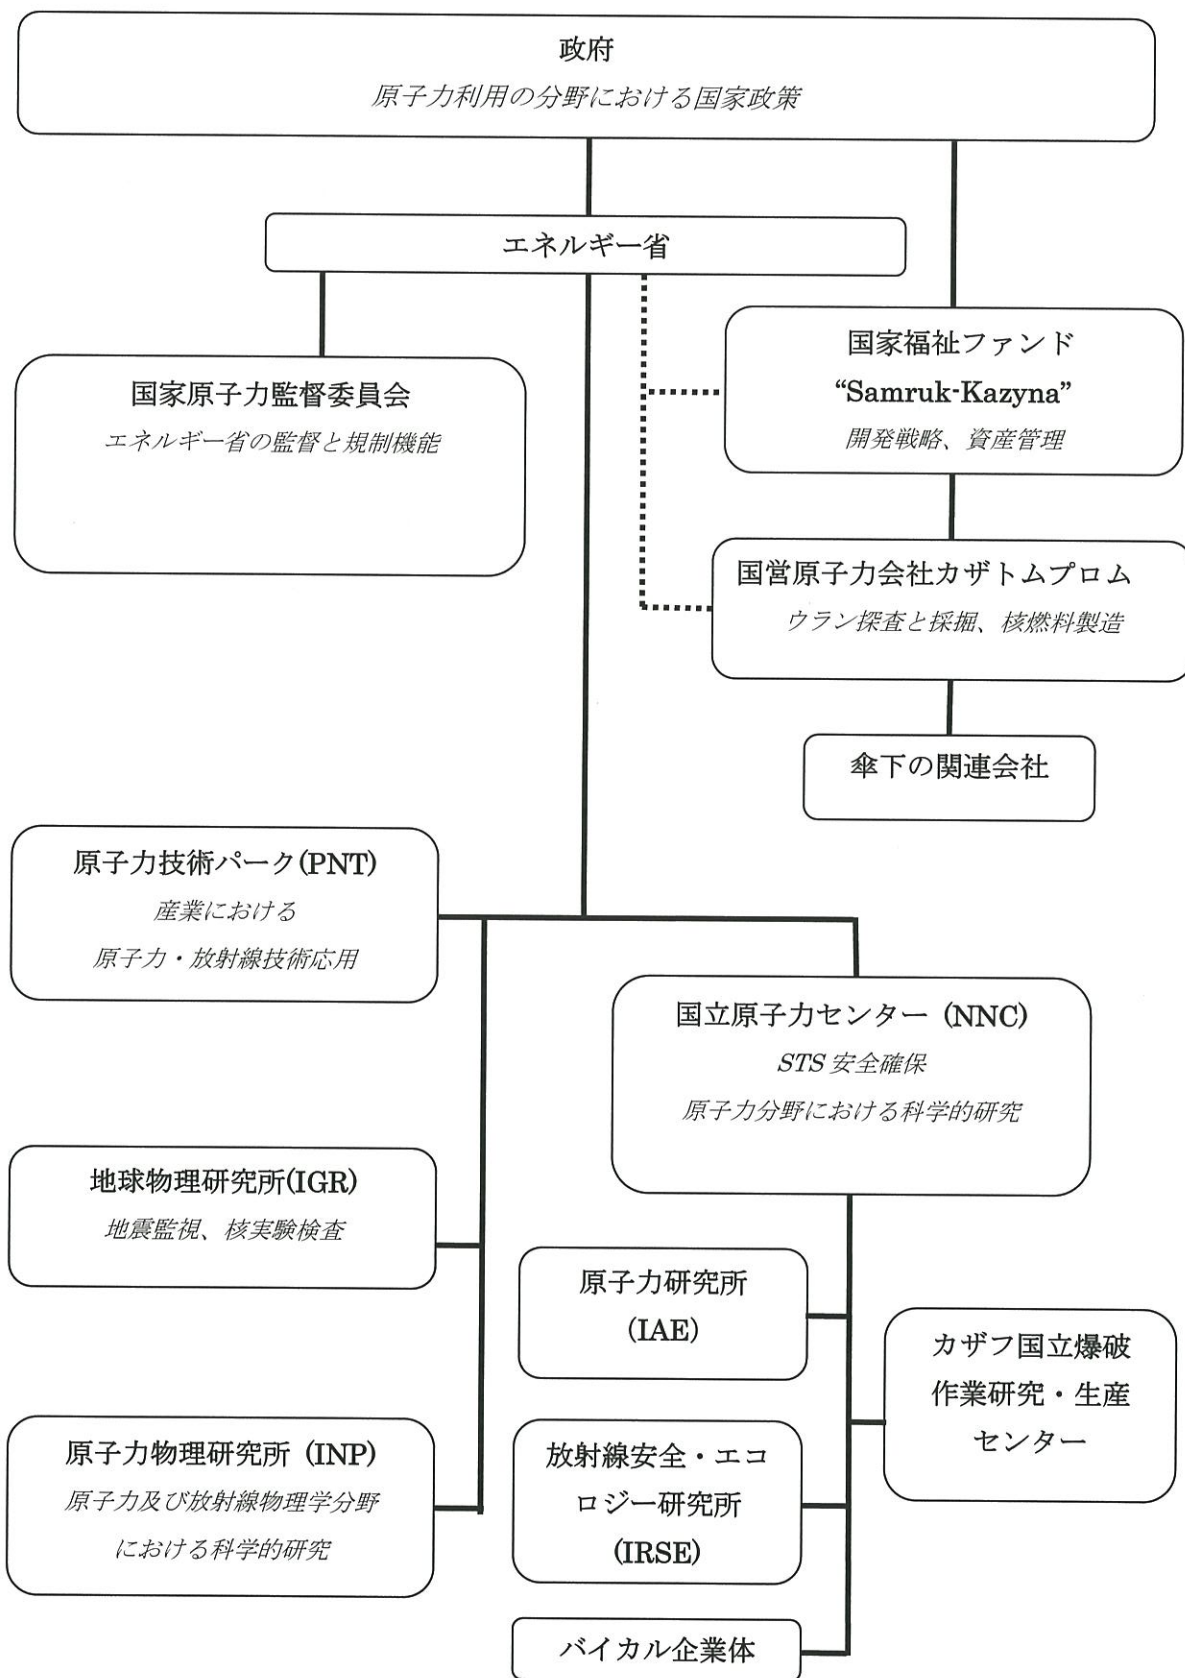 政府
原子力利用の分野における国家政策
エネルギー省
国家原子力監督委員会
エネルギー省の監督と規制機能
国家福祉ファンド
“Samruk-Kazyna”
開発戦略、資産管理
国営原子力会社カザトムプロム
ウラン探査と採掘、核燃料製造
傘下の関連会社
原子力技術パーク(PNT)
産業における
原子力・放射線技術応用
国立原子力センター (NNC)
STS 安全確保
原子力分野における科学的研究
地球物理研究所(IGR)
地震監視、核実験検査
原子力研究所
(IAE)
カザフ国立爆破
作業研究・生産
センター
原子力物理研究所 (INP)
原子力及び放射線物理学分野
における科学的研究
放射線安全・エコ
ロジー研究所
(IRSE)
バイカル企業体